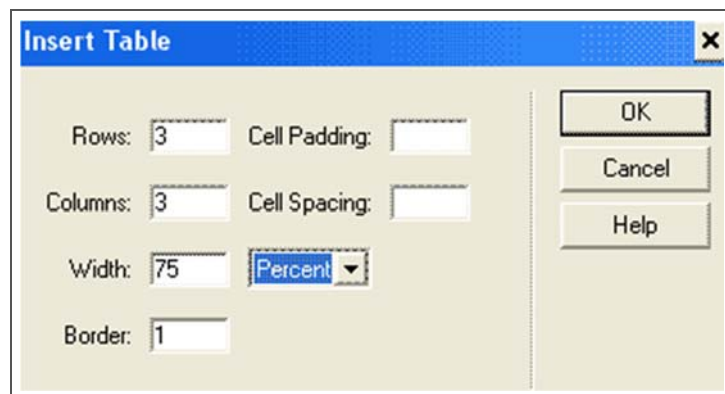 Insert Table
Rows: 3 Cell Padding: OK
Columns: 3 Cell Spacing: Cancel
Width: 75 Percent Help
Border: 1